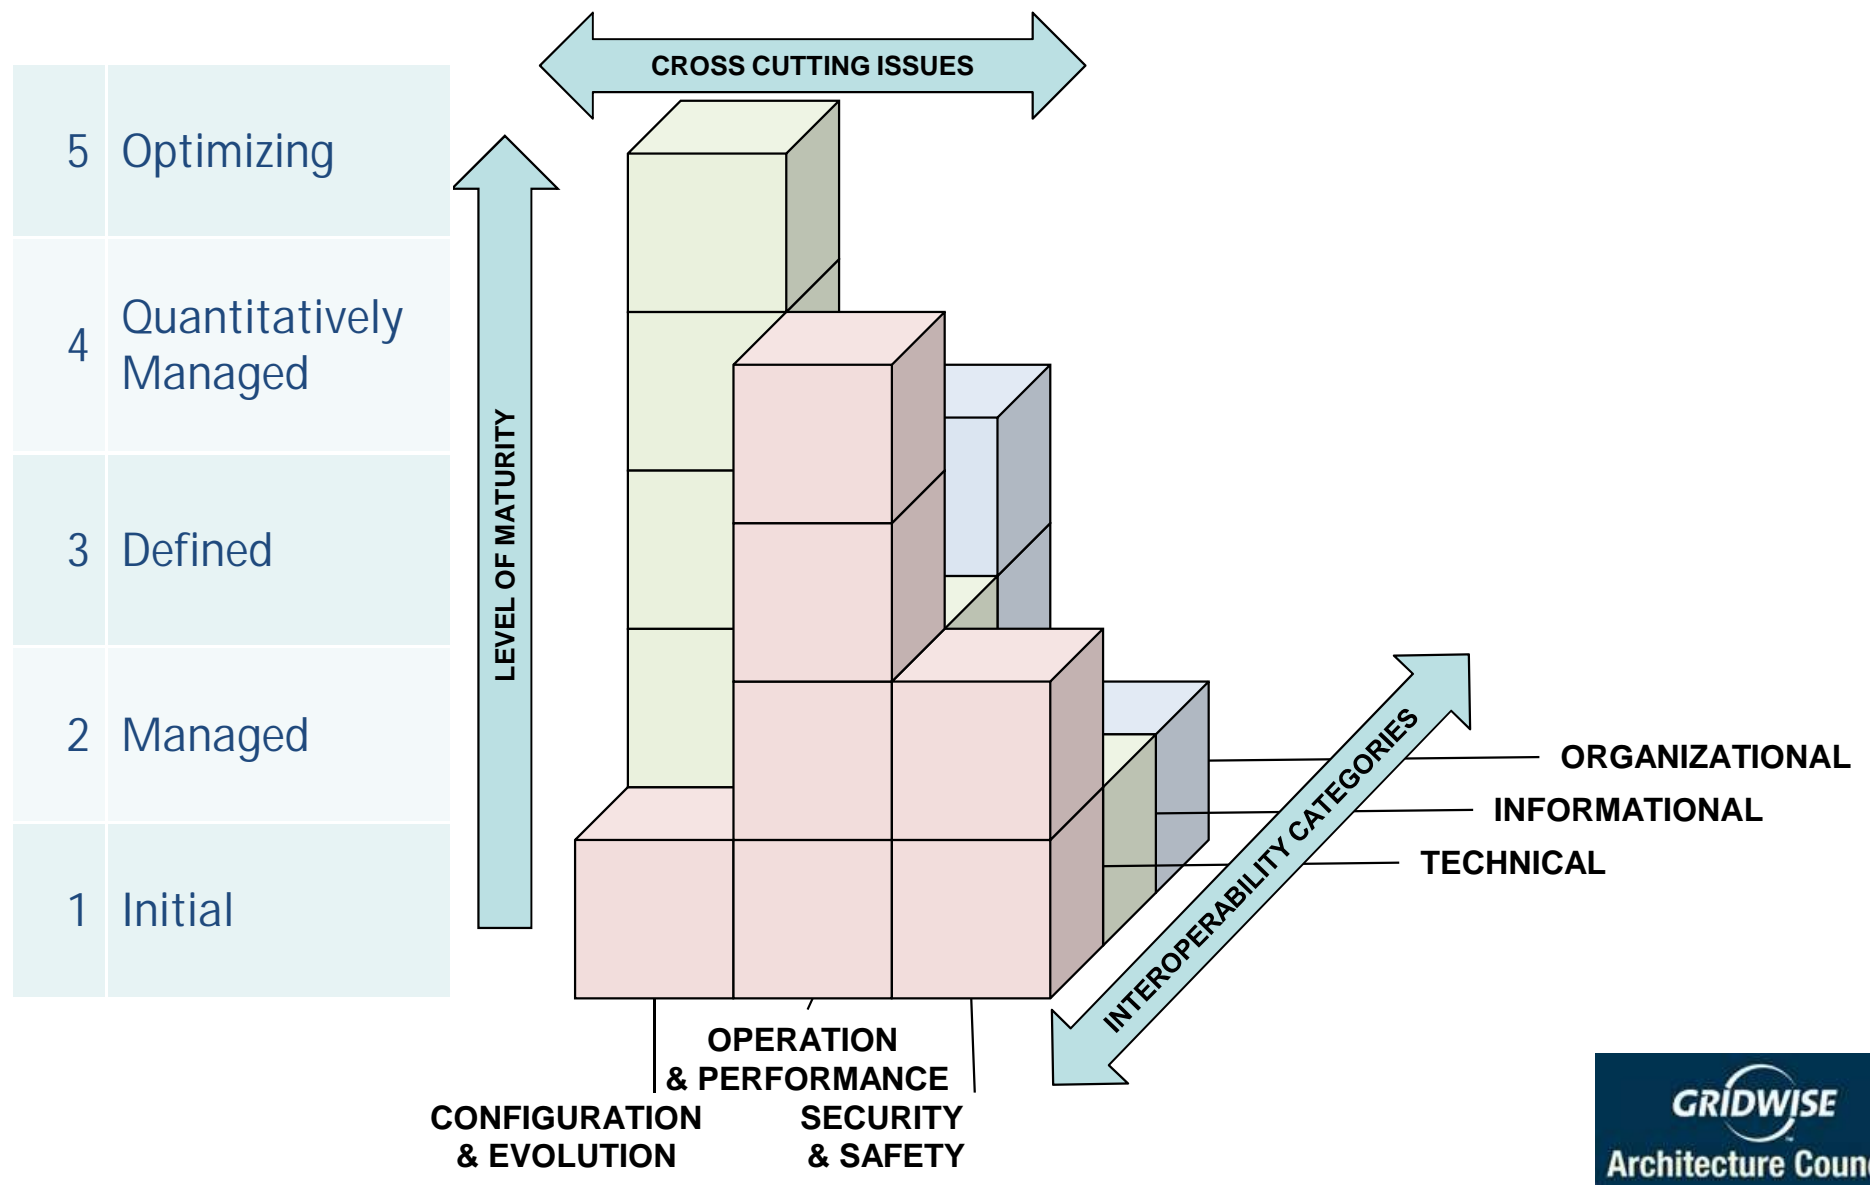 CROSS CUTTING ISSUES
5 Optimizing
4 Quantitatively
Managed
3 Defined
2 Managed
1 Initial
LEVEL OF MATURITY
INTEROPERABILITY CATEGORIES
ORGANIZATIONAL
INFORMATIONAL
TECHNICAL
OPERATION
& PERFORMANCE
CONFIGURATION
& EVOLUTION
SECURITY
& SAFETY
GRIDWISE
Architecture Coun